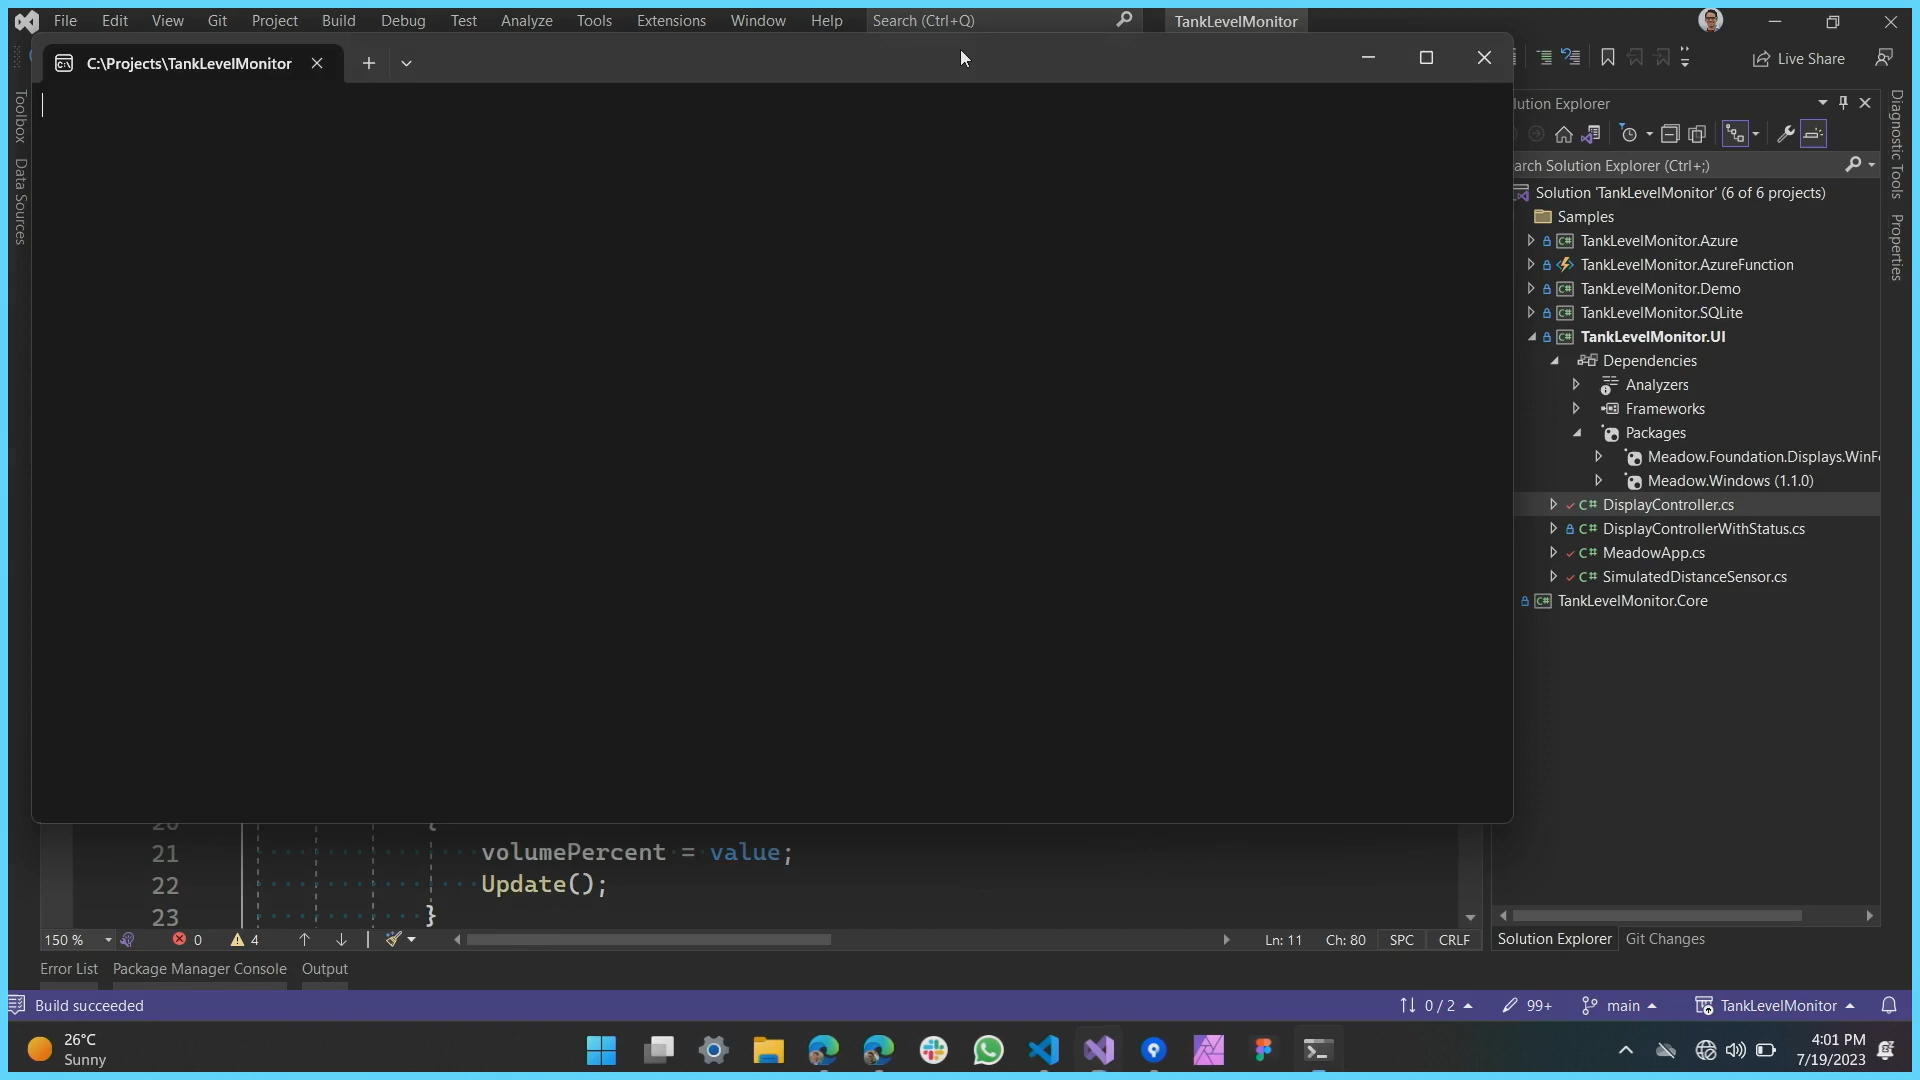 File Edit View Git Project Build Debug Test Analyze Tools Extensions Window Help Search (Ctrl+Q) TankLevelMonitor
C:\Projects\TankLevelMonitor
Live Share
Toolbox
Data Sources
lution Explorer
arch Solution Explorer (Ctrl+;)
Solution 'TankLevelMonitor' (6 of 6 projects)
Samples
TankLevelMonitor.Azure
TankLevelMonitor.AzureFunction
TankLevelMonitor.Demo
TankLevelMonitor.SQLite
TankLevelMonitor.UI
Dependencies
Analyzers
Frameworks
Packages
Meadow.Foundation.Displays.WinF
Meadow.Windows (1.1.0)
C# DisplayController.cs
C# DisplayControllerWithStatus.cs
C# MeadowApp.cs
C# SimulatedDistanceSensor.cs
TankLevelMonitor.Core
Diagnostic Tools
Properties
20 {
21 volumePercent = value;
22 Update();
23 }
150 % 0 4 Ln: 11 Ch: 80 SPC CRLF
Solution Explorer Git Changes
Error List Package Manager Console Output
Build succeeded 0 / 2 99+ main TankLevelMonitor
26°C
Sunny
4:01 PM
7/19/2023